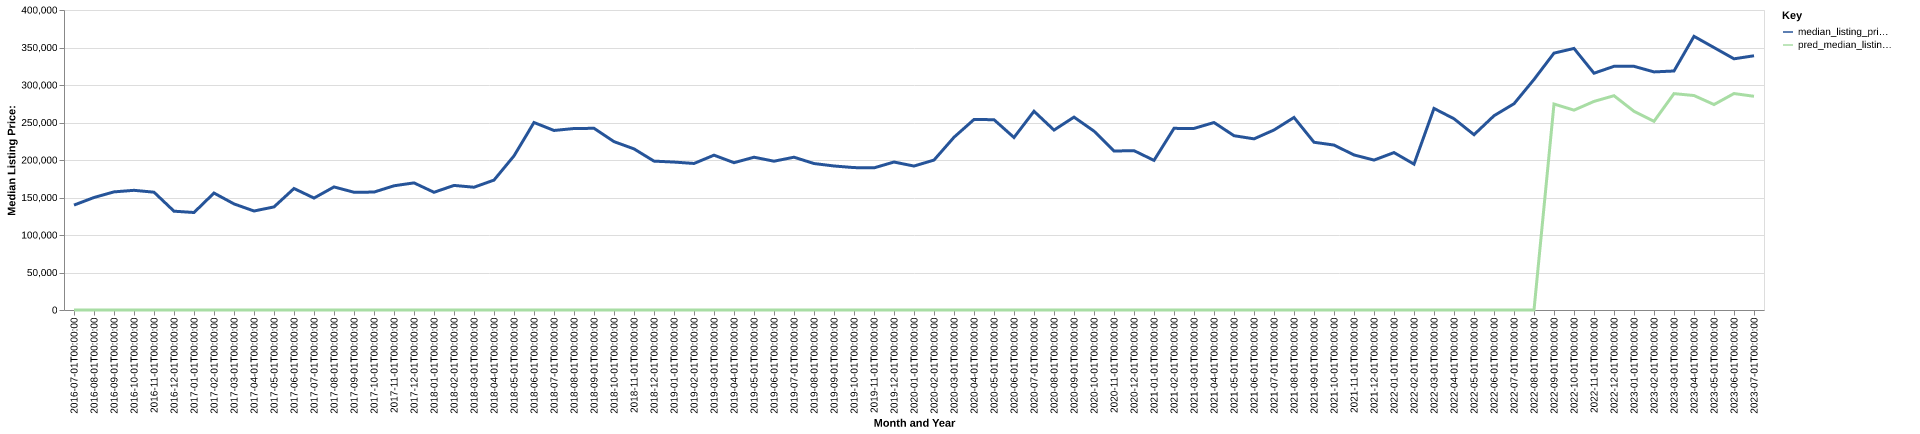 400,000
350,000
300,000
250,000
200,000
150,000
100,000
50,000
0
Median Listing Price:
2016-07-01T00:00:00
2016-08-01T00:00:00
2016-09-01T00:00:00
2016-10-01T00:00:00
2016-11-01T00:00:00
2016-12-01T00:00:00
2017-01-01T00:00:00
2017-02-01T00:00:00
2017-03-01T00:00:00
2017-04-01T00:00:00
2017-05-01T00:00:00
2017-06-01T00:00:00
2017-07-01T00:00:00
2017-08-01T00:00:00
2017-09-01T00:00:00
2017-10-01T00:00:00
2017-11-01T00:00:00
2017-12-01T00:00:00
2018-01-01T00:00:00
2018-02-01T00:00:00
2018-03-01T00:00:00
2018-04-01T00:00:00
2018-05-01T00:00:00
2018-06-01T00:00:00
2018-07-01T00:00:00
2018-08-01T00:00:00
2018-09-01T00:00:00
2018-10-01T00:00:00
2018-11-01T00:00:00
2018-12-01T00:00:00
2019-01-01T00:00:00
2019-02-01T00:00:00
2019-03-01T00:00:00
2019-04-01T00:00:00
2019-05-01T00:00:00
2019-06-01T00:00:00
2019-07-01T00:00:00
2019-08-01T00:00:00
2019-09-01T00:00:00
2019-10-01T00:00:00
2019-11-01T00:00:00
2019-12-01T00:00:00
2020-01-01T00:00:00
2020-02-01T00:00:00
2020-03-01T00:00:00
2020-04-01T00:00:00
2020-05-01T00:00:00
2020-06-01T00:00:00
2020-07-01T00:00:00
2020-08-01T00:00:00
2020-09-01T00:00:00
2020-10-01T00:00:00
2020-11-01T00:00:00
2020-12-01T00:00:00
2021-01-01T00:00:00
2021-02-01T00:00:00
2021-03-01T00:00:00
2021-04-01T00:00:00
2021-05-01T00:00:00
2021-06-01T00:00:00
2021-07-01T00:00:00
2021-08-01T00:00:00
2021-09-01T00:00:00
2021-10-01T00:00:00
2021-11-01T00:00:00
2021-12-01T00:00:00
2022-01-01T00:00:00
2022-02-01T00:00:00
2022-03-01T00:00:00
2022-04-01T00:00:00
2022-05-01T00:00:00
2022-06-01T00:00:00
2022-07-01T00:00:00
2022-08-01T00:00:00
2022-09-01T00:00:00
2022-10-01T00:00:00
2022-11-01T00:00:00
2022-12-01T00:00:00
2023-01-01T00:00:00
2023-02-01T00:00:00
2023-03-01T00:00:00
2023-04-01T00:00:00
2023-05-01T00:00:00
2023-06-01T00:00:00
2023-07-01T00:00:00
Month and Year
Key
median_listing_pri…
pred_median_listin…